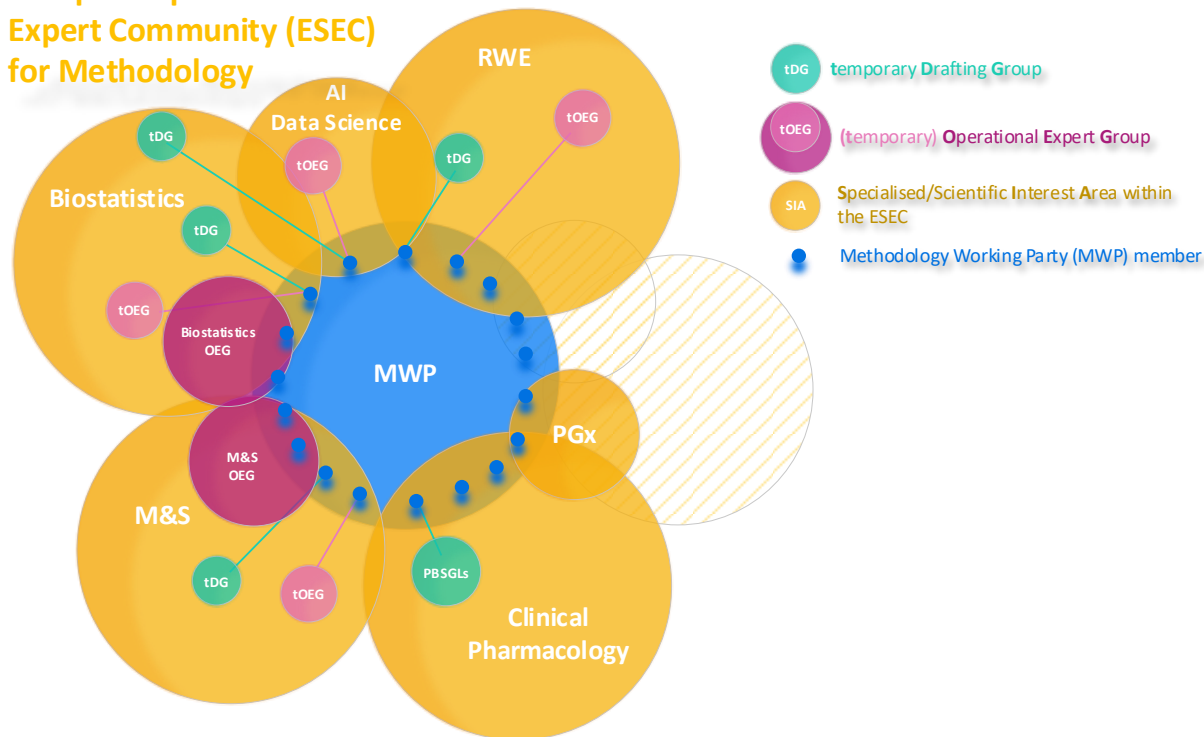 Expert Community (ESEC)
for Methodology
RWE
AI
Data Science
tOEG
tDG
tDG
tOEG
Biostatistics
tDG
tOEG
Biostatistics
OEG
MWP
PGx
M&S
OEG
M&S
tDG
tOEG
PBSGLs
Clinical
Pharmacology
tDG
temporary Drafting Group
tOEG
(temporary) Operational Expert Group
SIA
Specialised/Scientific Interest Area within
the ESEC
Methodology Working Party (MWP) member